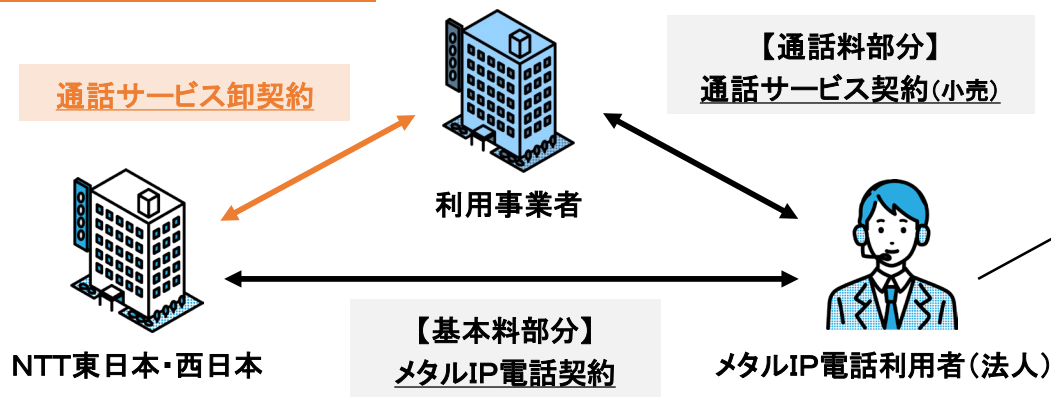 【通話料部分】
通話サービス卸契約
通話サービス契約(小売)
利用事業者
【基本料部分】
メタルIP電話契約
NTT東日本・西日本
メタルIP電話利用者(法人)